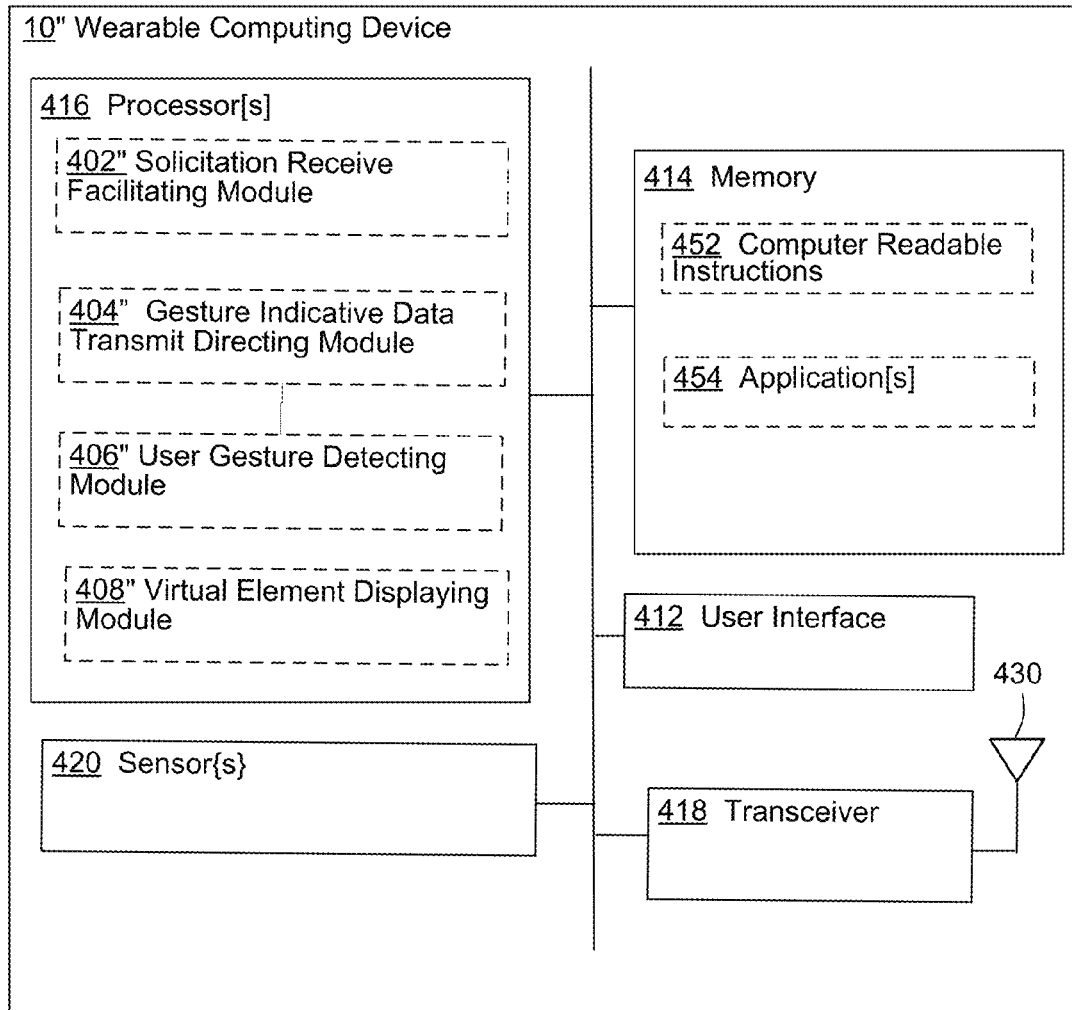 10" Wearable Computing Device
416 Processor[s]
402" Solicitation Receive
Facilitating Module
404” Gesture Indicative Data
Transmit Directing Module
406" User Gesture Detecting
Module
408" Virtual Element Displaying
Module
420 Sensor{s}
414 Memory
452 Computer Readable
Instructions
454 Application[s]
412 User Interface
430
418 Transceiver